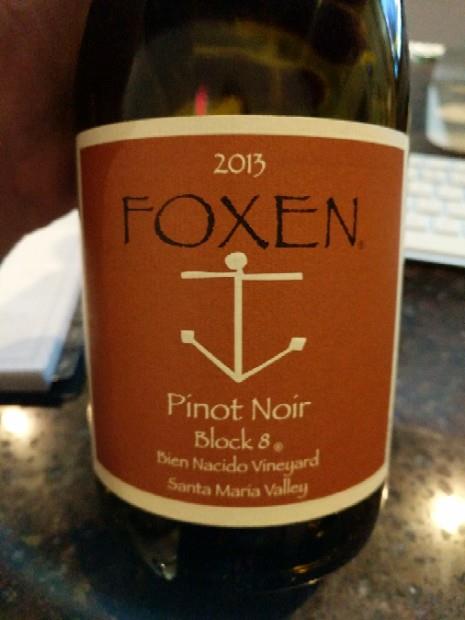 2013
FOXEN®
Pinot Noir
Block 8®
Bien Nacido Vineyard
Santa Maria Valley